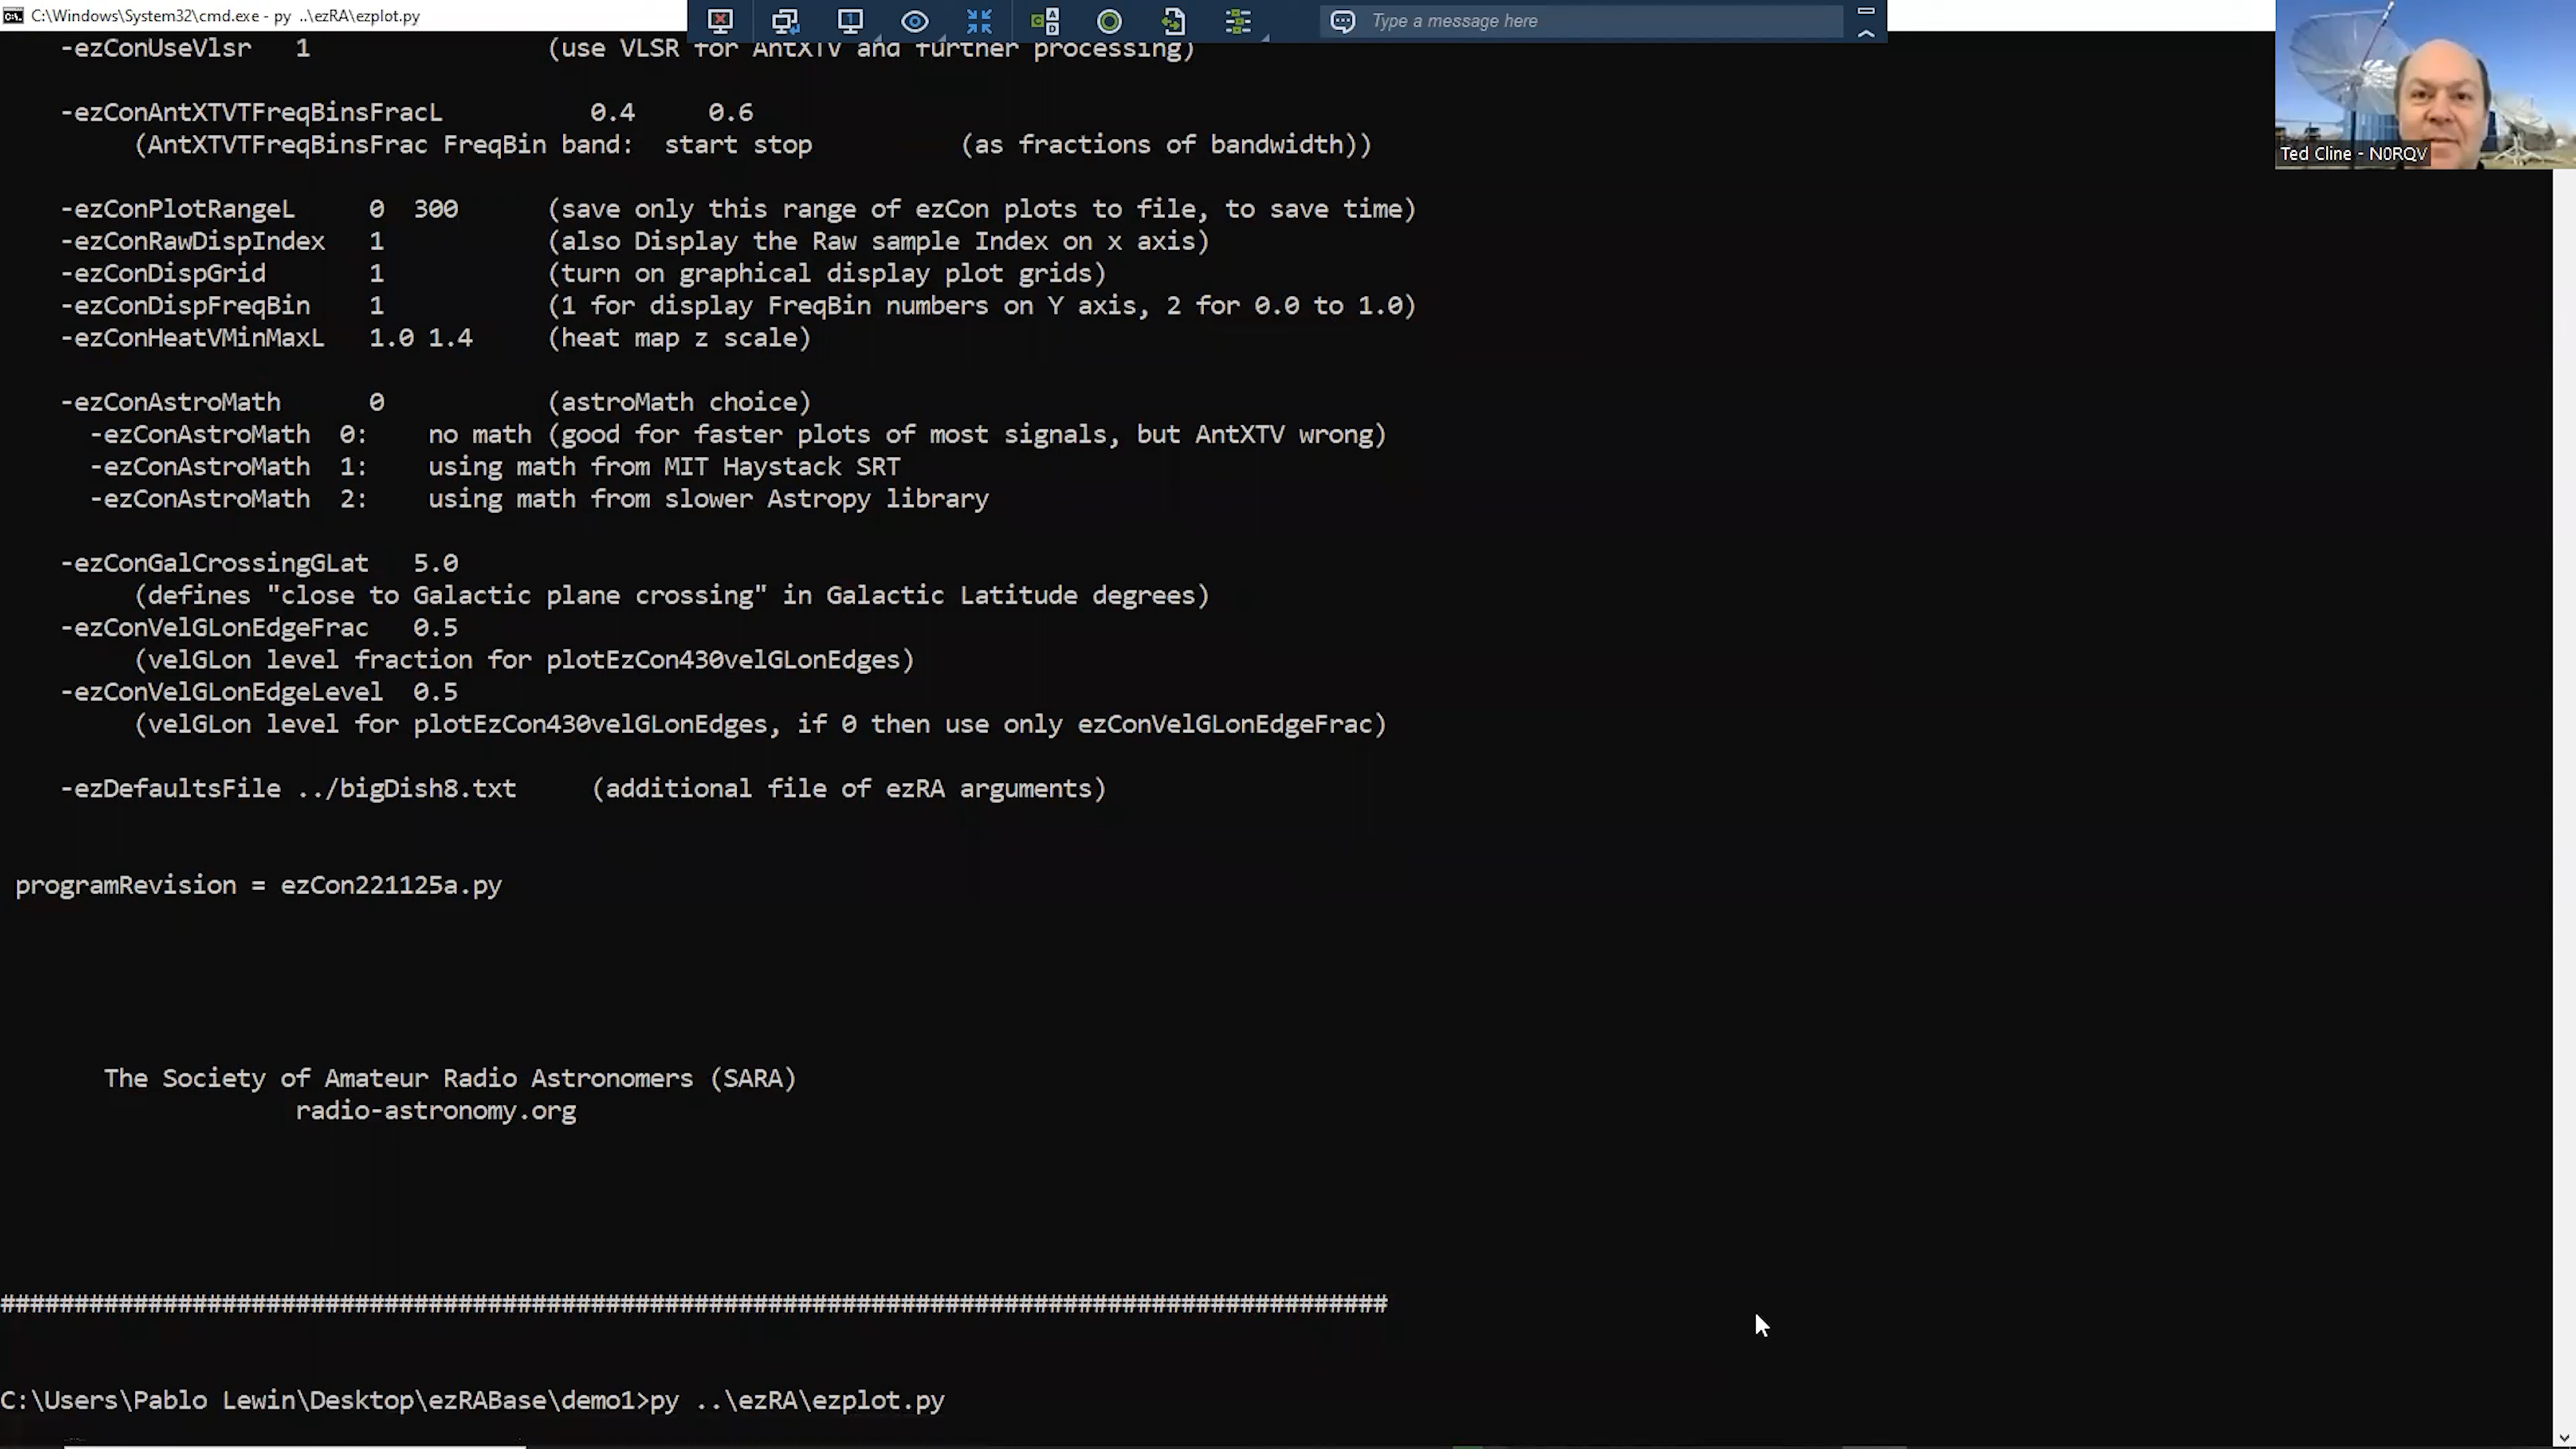 C:\Windows\System32\cmd.exe - py ..\ezRA\ezplot.py
Type a message here
Ted Cline - N0RQV
-ezConUseVlsr 1 (use VLSR for AntXTV and further processing)
-ezConAntXTVTFreqBinsFracL 0.4 0.6
(AntXTVTFreqBinsFrac FreqBin band: start stop (as fractions of bandwidth))
-ezConPlotRangeL 0 300 (save only this range of ezCon plots to file, to save time)
-ezConRawDispIndex 1 (also Display the Raw sample Index on x axis)
-ezConDispGrid 1 (turn on graphical display plot grids)
-ezConDispFreqBin 1 (1 for display FreqBin numbers on Y axis, 2 for 0.0 to 1.0)
-ezConHeatVMinMaxL 1.0 1.4 (heat map z scale)
-ezConAstroMath 0 (astroMath choice)
-ezConAstroMath 0: no math (good for faster plots of most signals, but AntXTV wrong)
-ezConAstroMath 1: using math from MIT Haystack SRT
-ezConAstroMath 2: using math from slower Astropy library
-ezConGalCrossingGLat 5.0
(defines "close to Galactic plane crossing" in Galactic Latitude degrees)
-ezConVelGLonEdgeFrac 0.5
(velGLon level fraction for plotEzCon430velGLonEdges)
-ezConVelGLonEdgeLevel 0.5
(velGLon level for plotEzCon430velGLonEdges, if 0 then use only ezConVelGLonEdgeFrac)
-ezDefaultsFile ../bigDish8.txt (additional file of ezRA arguments)
programRevision = ezCon221125a.py
The Society of Amateur Radio Astronomers (SARA)
radio-astronomy.org
##############################################################################################
C:\Users\Pablo Lewin\Desktop\ezRABase\demo1>py ..\ezRA\ezplot.py